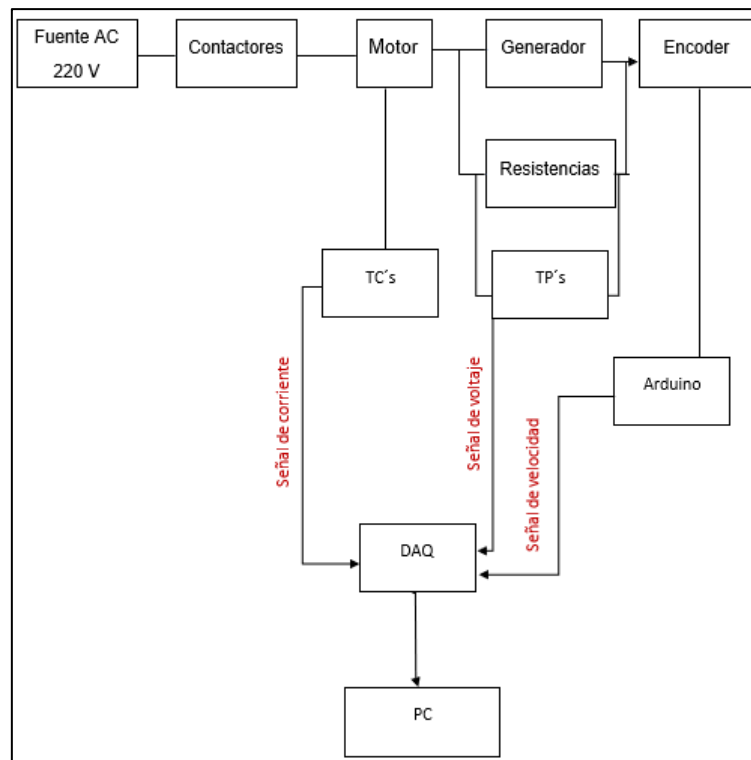 Fuente AC
220 V
Contactores
Motor
Generador
Encoder
Resistencias
TC´s
TP´s
Arduino
Señal de corriente
Señal de voltaje
Señal de velocidad
DAQ
PC